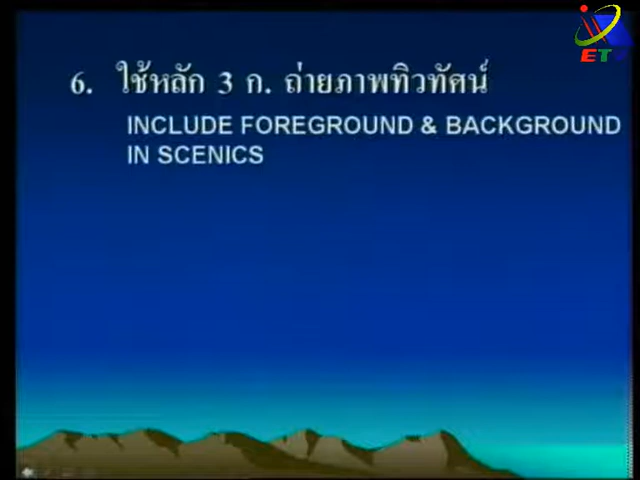 ET
6. ใช้หลัก 3 ก. ถ่ายภาพทิวทัศน์
INCLUDE FOREGROUND & BACKGROUND
IN SCENICS